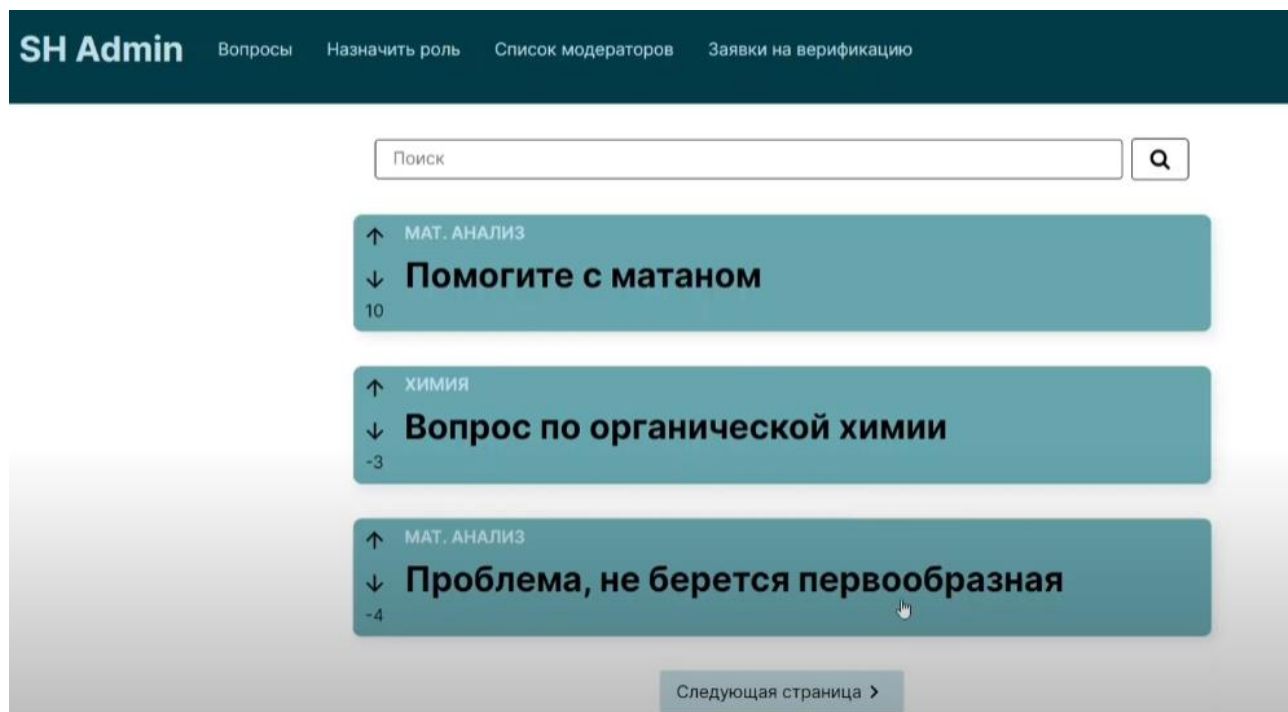 SH Admin Вопросы Назначить роль Список модераторов Заявки на верификацию
Поиск
МАТ. АНАЛИЗ
Помогите с матаном
10
ХИМИЯ
Вопрос по органической химии
-3
МАТ. АНАЛИЗ
Проблема, не берется первообразная
-4
Следующая страница